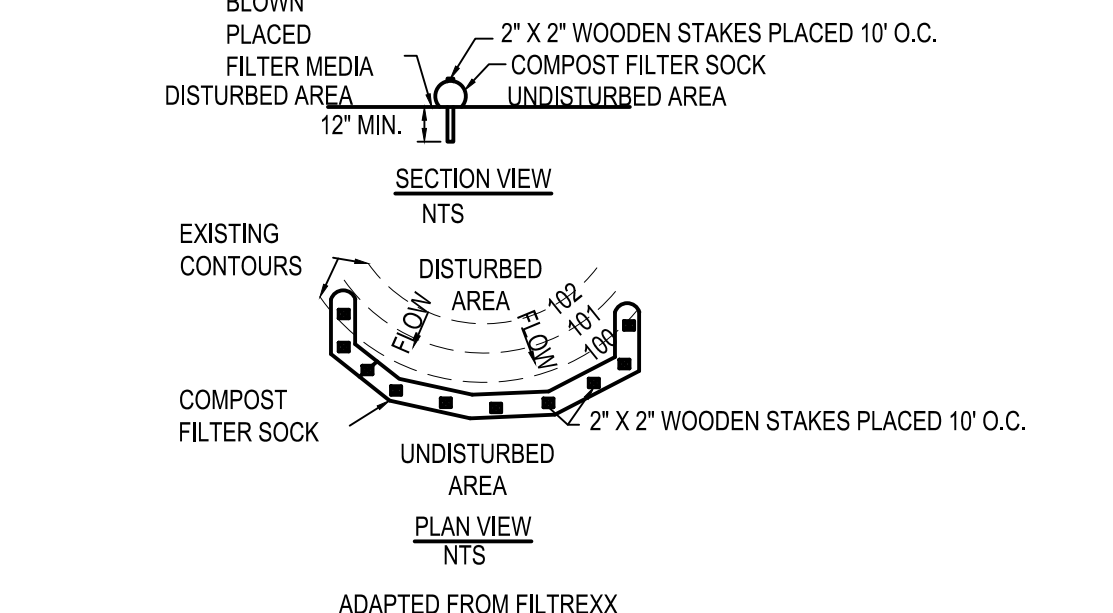 BLOWN
PLACED
FILTER MEDIA
2" X 2" WOODEN STAKES PLACED 10' O.C.
COMPOST FILTER SOCK
DISTURBED AREA
UNDISTURBED AREA
12" MIN.
SECTION VIEW
NTS
EXISTING
CONTOURS
DISTURBED
AREA
102
101
100
FLOW
FLOW
COMPOST
FILTER SOCK
2" X 2" WOODEN STAKES PLACED 10' O.C.
UNDISTURBED
AREA
PLAN VIEW
NTS
ADAPTED FROM FILTREXX